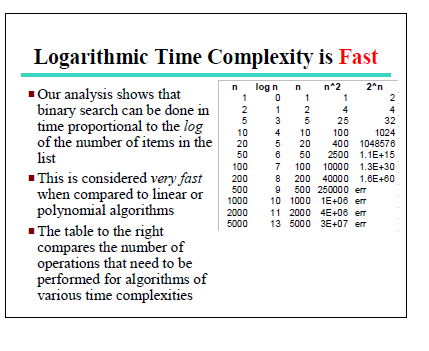 Logarithmic Time Complexity is Fast
Our analysis shows that
binary search can be done in
time proportional to the log
of the number of items in the
list
This is considered very fast
when compared to linear or
polynomial algorithms
The table to the right
compares the number of
operations that need to be
performed for algorithms of
various time complexities
n log n n n^2 2^n
1 0 1 1 2
2 1 2 4 4
5 3 5 25 32
10 4 10 100 1024
20 5 20 400 1048576
50 6 50 2500 1.1E+15
100 7 100 10000 1.3E+30
200 8 200 40000 1.6E+60
500 9 500 250000 err
1000 10 1000 1E+06 err
2000 11 2000 4E+06 err
5000 13 5000 3E+07 err